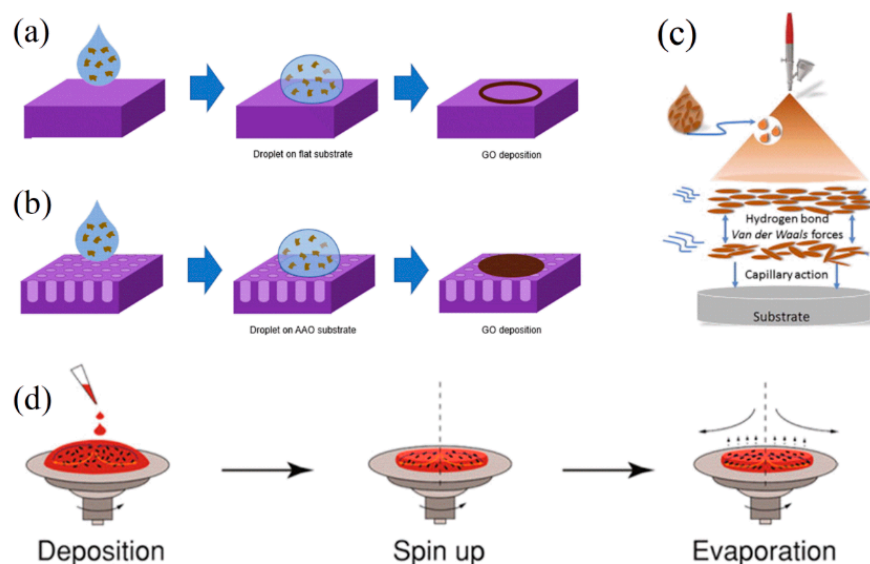 (a)
Droplet on flat substrate
GO deposition
(b)
Droplet on AAO substrate
GO deposition
(c)
Hydrogen bond
Van der Waals forces
Capillary action
Substrate
(d)
Deposition
Spin up
Evaporation